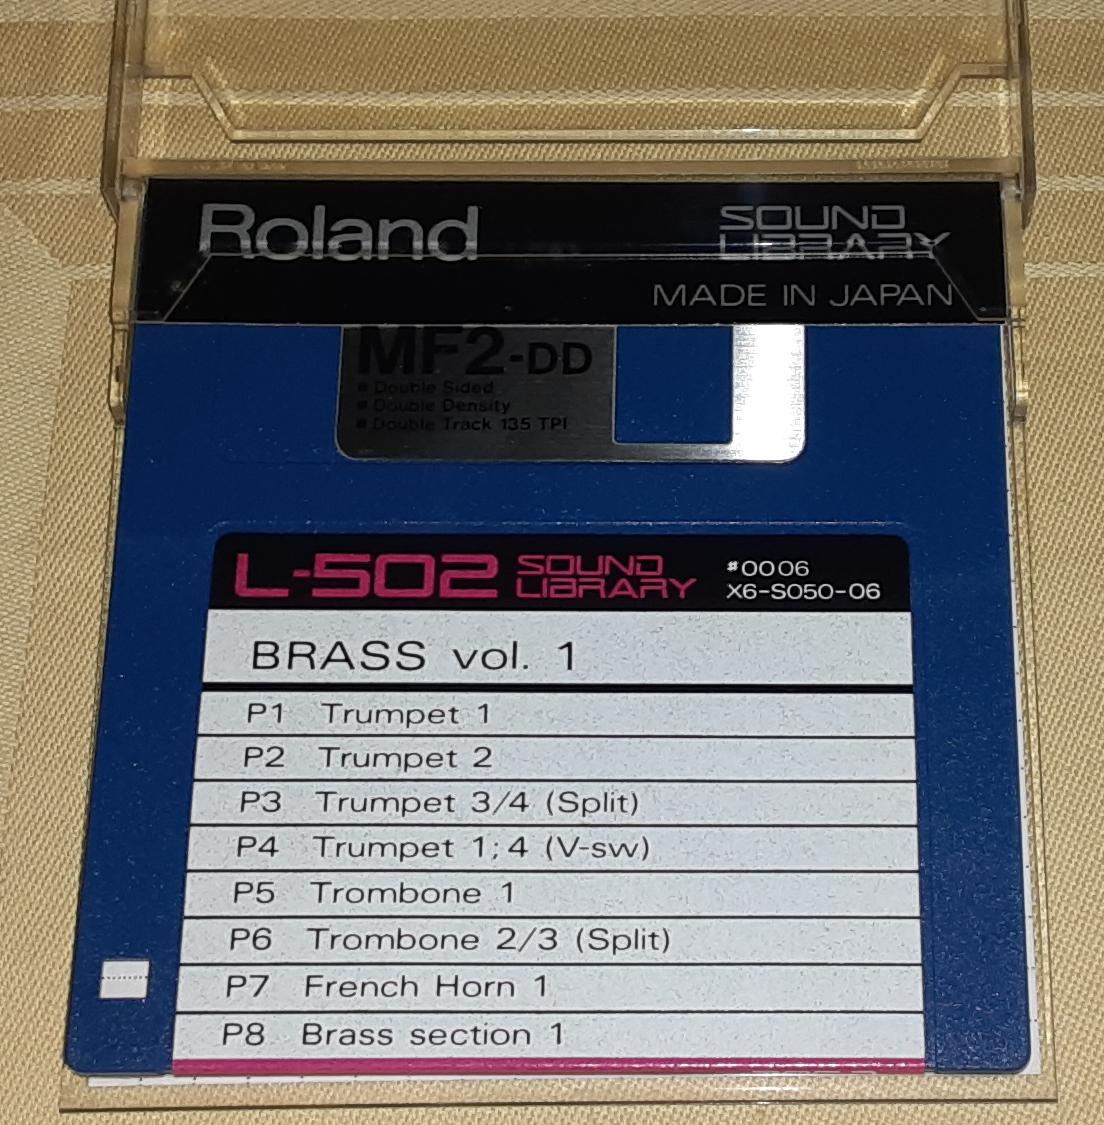 Roland SOUND
LIBRARY
MADE IN JAPAN
MF2-DD
Double Sided
Double Density
Double Track 135 TPI
L-502 SOUND LIBRARY #0006
X6-S050-06
BRASS vol. 1
P1 Trumpet 1
P2 Trumpet 2
P3 Trumpet 3/4 (Split)
P4 Trumpet 1;4 (V-sw)
P5 Trombone 1
P6 Trombone 2/3 (Split)
P7 French Horn 1
P8 Brass section 1